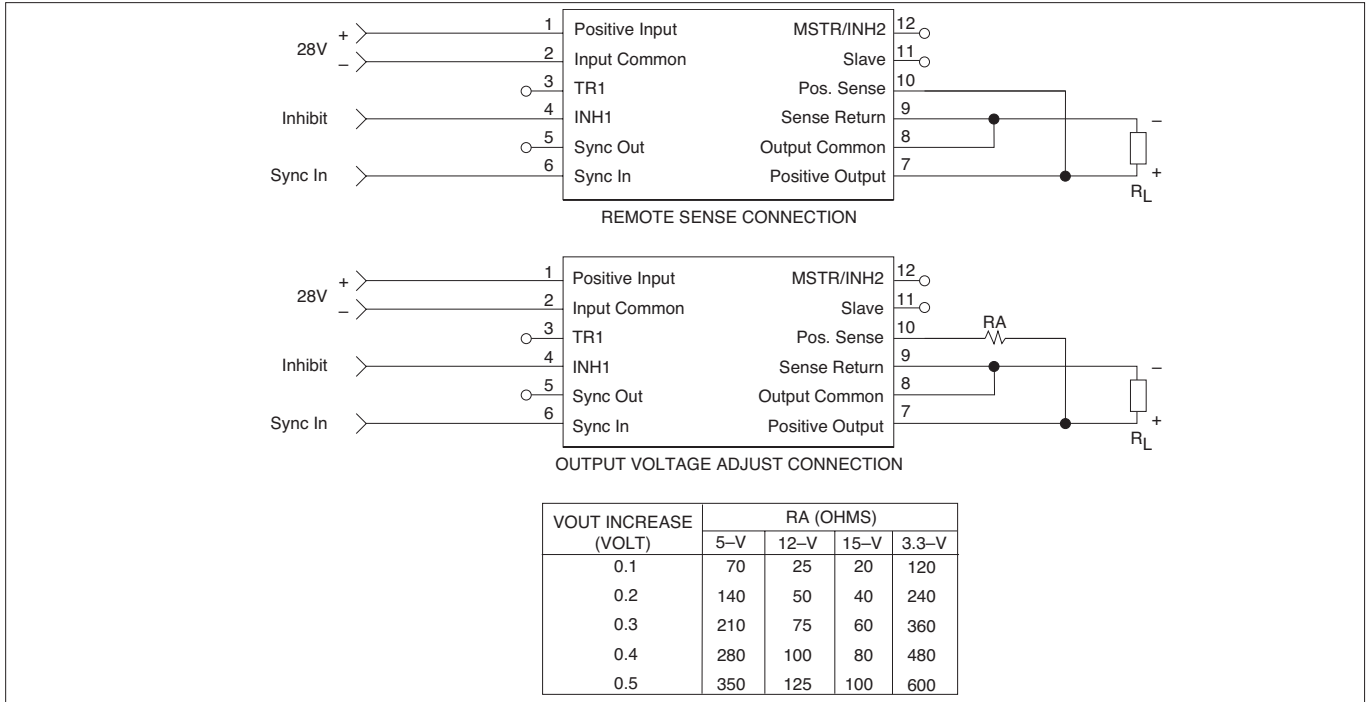 28V
+
–
Inhibit
Sync In
1 Positive Input
2 Input Common
3 TR1
4 INH1
5 Sync Out
6 Sync In
MSTR/INH2 12
Slave 11
Pos. Sense 10
Sense Return 9
Output Common 8
Positive Output 7
–
+
RL
REMOTE SENSE CONNECTION
28V
+
–
Inhibit
Sync In
1 Positive Input
2 Input Common
3 TR1
4 INH1
5 Sync Out
6 Sync In
MSTR/INH2 12
Slave 11
Pos. Sense 10
RA
Sense Return 9
Output Common 8
Positive Output 7
–
+
RL
OUTPUT VOLTAGE ADJUST CONNECTION
VOUT INCREASE (VOLT) RA (OHMS)
5–V 12–V 15–V 3.3–V
0.1 70 25 20 120
0.2 140 50 40 240
0.3 210 75 60 360
0.4 280 100 80 480
0.5 350 125 100 600